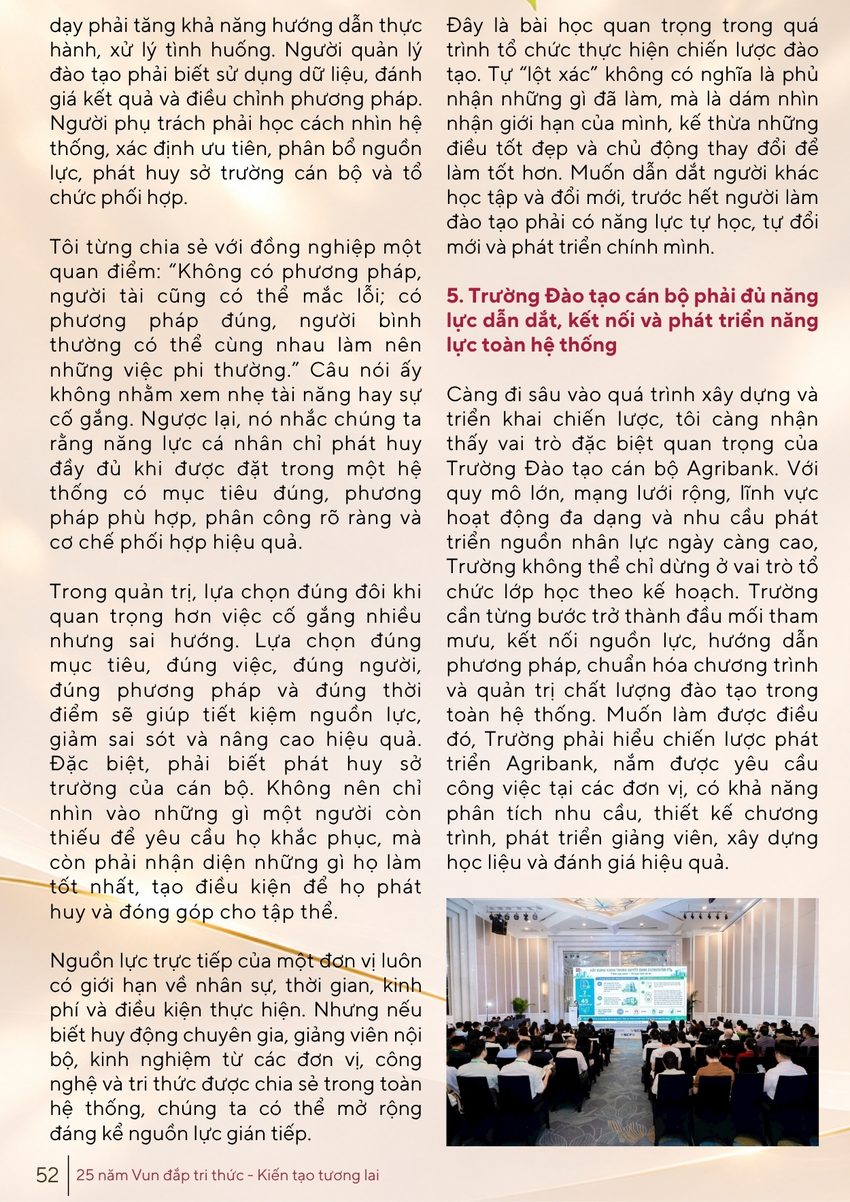 dạy phải tăng khả năng hướng dẫn thực
hành, xử lý tình huống. Người quản lý
đào tạo phải biết sử dụng dữ liệu, đánh
giá kết quả và điều chỉnh phương pháp.
Người phụ trách phải học cách nhìn hệ
thống, xác định ưu tiên, phân bổ nguồn
lực, phát huy sở trường cán bộ và tổ
chức phối hợp.

Tôi từng chia sẻ với đồng nghiệp một
quan điểm: “Không có phương pháp,
người tài cũng có thể mắc lỗi; có
phương pháp đúng, người bình
thường có thể cùng nhau làm nên
những việc phi thường.” Câu nói ấy
không nhằm xem nhẹ tài năng hay sự
cố gắng. Ngược lại, nó nhắc chúng ta
rằng năng lực cá nhân chỉ phát huy
đầy đủ khi được đặt trong một hệ
thống có mục tiêu đúng, phương
pháp phù hợp, phân công rõ ràng và
cơ chế phối hợp hiệu quả.

Trong quản trị, lựa chọn đúng đôi khi
quan trọng hơn việc cố gắng nhiều
nhưng sai hướng. Lựa chọn đúng
mục tiêu, đúng việc, đúng người,
đúng phương pháp và đúng thời
điểm sẽ giúp tiết kiệm nguồn lực,
giảm sai sót và nâng cao hiệu quả.
Đặc biệt, phải biết phát huy sở
trường của cán bộ. Không nên chỉ
nhìn vào những gì một người còn
thiếu để yêu cầu họ khắc phục, mà
còn phải nhận diện những gì họ làm
tốt nhất, tạo điều kiện để họ phát
huy và đóng góp cho tập thể.

Nguồn lực trực tiếp của một đơn vị luôn
có giới hạn về nhân sự, thời gian, kinh
phí và điều kiện thực hiện. Nhưng nếu
biết huy động chuyên gia, giảng viên nội
bộ, kinh nghiệm từ các đơn vị, công
nghệ và tri thức được chia sẻ trong toàn
hệ thống, chúng ta có thể mở rộng
đáng kể nguồn lực gián tiếp.

Đây là bài học quan trọng trong quá
trình tổ chức thực hiện chiến lược đào
tạo. Tự “lột xác” không có nghĩa là phủ
nhận những gì đã làm, mà là dám nhìn
nhận giới hạn của mình, kế thừa những
điều tốt đẹp và chủ động thay đổi để
làm tốt hơn. Muốn dẫn dắt người khác
học tập và đổi mới, trước hết người làm
đào tạo phải có năng lực tự học, tự đổi
mới và phát triển chính mình.

5. Trường Đào tạo cán bộ phải đủ năng
lực dẫn dắt, kết nối và phát triển năng
lực toàn hệ thống

Càng đi sâu vào quá trình xây dựng và
triển khai chiến lược, tôi càng nhận
thấy vai trò đặc biệt quan trọng của
Trường Đào tạo cán bộ Agribank. Với
quy mô lớn, mạng lưới rộng, lĩnh vực
hoạt động đa dạng và nhu cầu phát
triển nguồn nhân lực ngày càng cao,
Trường không thể chỉ dừng ở vai trò tổ
chức lớp học theo kế hoạch. Trường
cần từng bước trở thành đầu mối tham
mưu, kết nối nguồn lực, hướng dẫn
phương pháp, chuẩn hóa chương trình
và quản trị chất lượng đào tạo trong
toàn hệ thống. Muốn làm được điều
đó, Trường phải hiểu chiến lược phát
triển Agribank, nắm được yêu cầu
công việc tại các đơn vị, có khả năng
phân tích nhu cầu, thiết kế chương
trình, phát triển giảng viên, xây dựng
học liệu và đánh giá hiệu quả.

52
25 năm Vun đắp tri thức - Kiến tạo tương lai